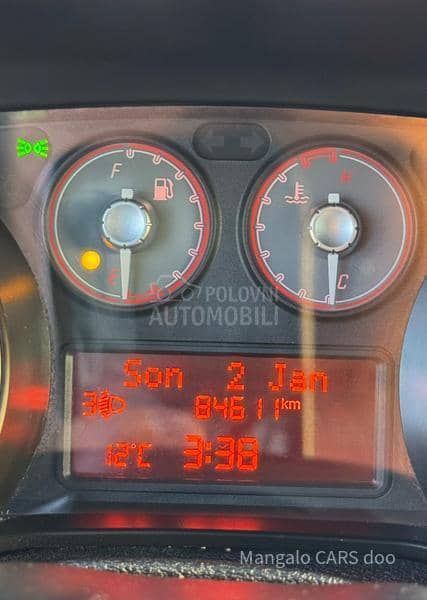 F
H
E
C
POLOVNI
AUTOMOBILI
Son 2 Jan
84611km
12°C 3:38
Mangalo CARS doo